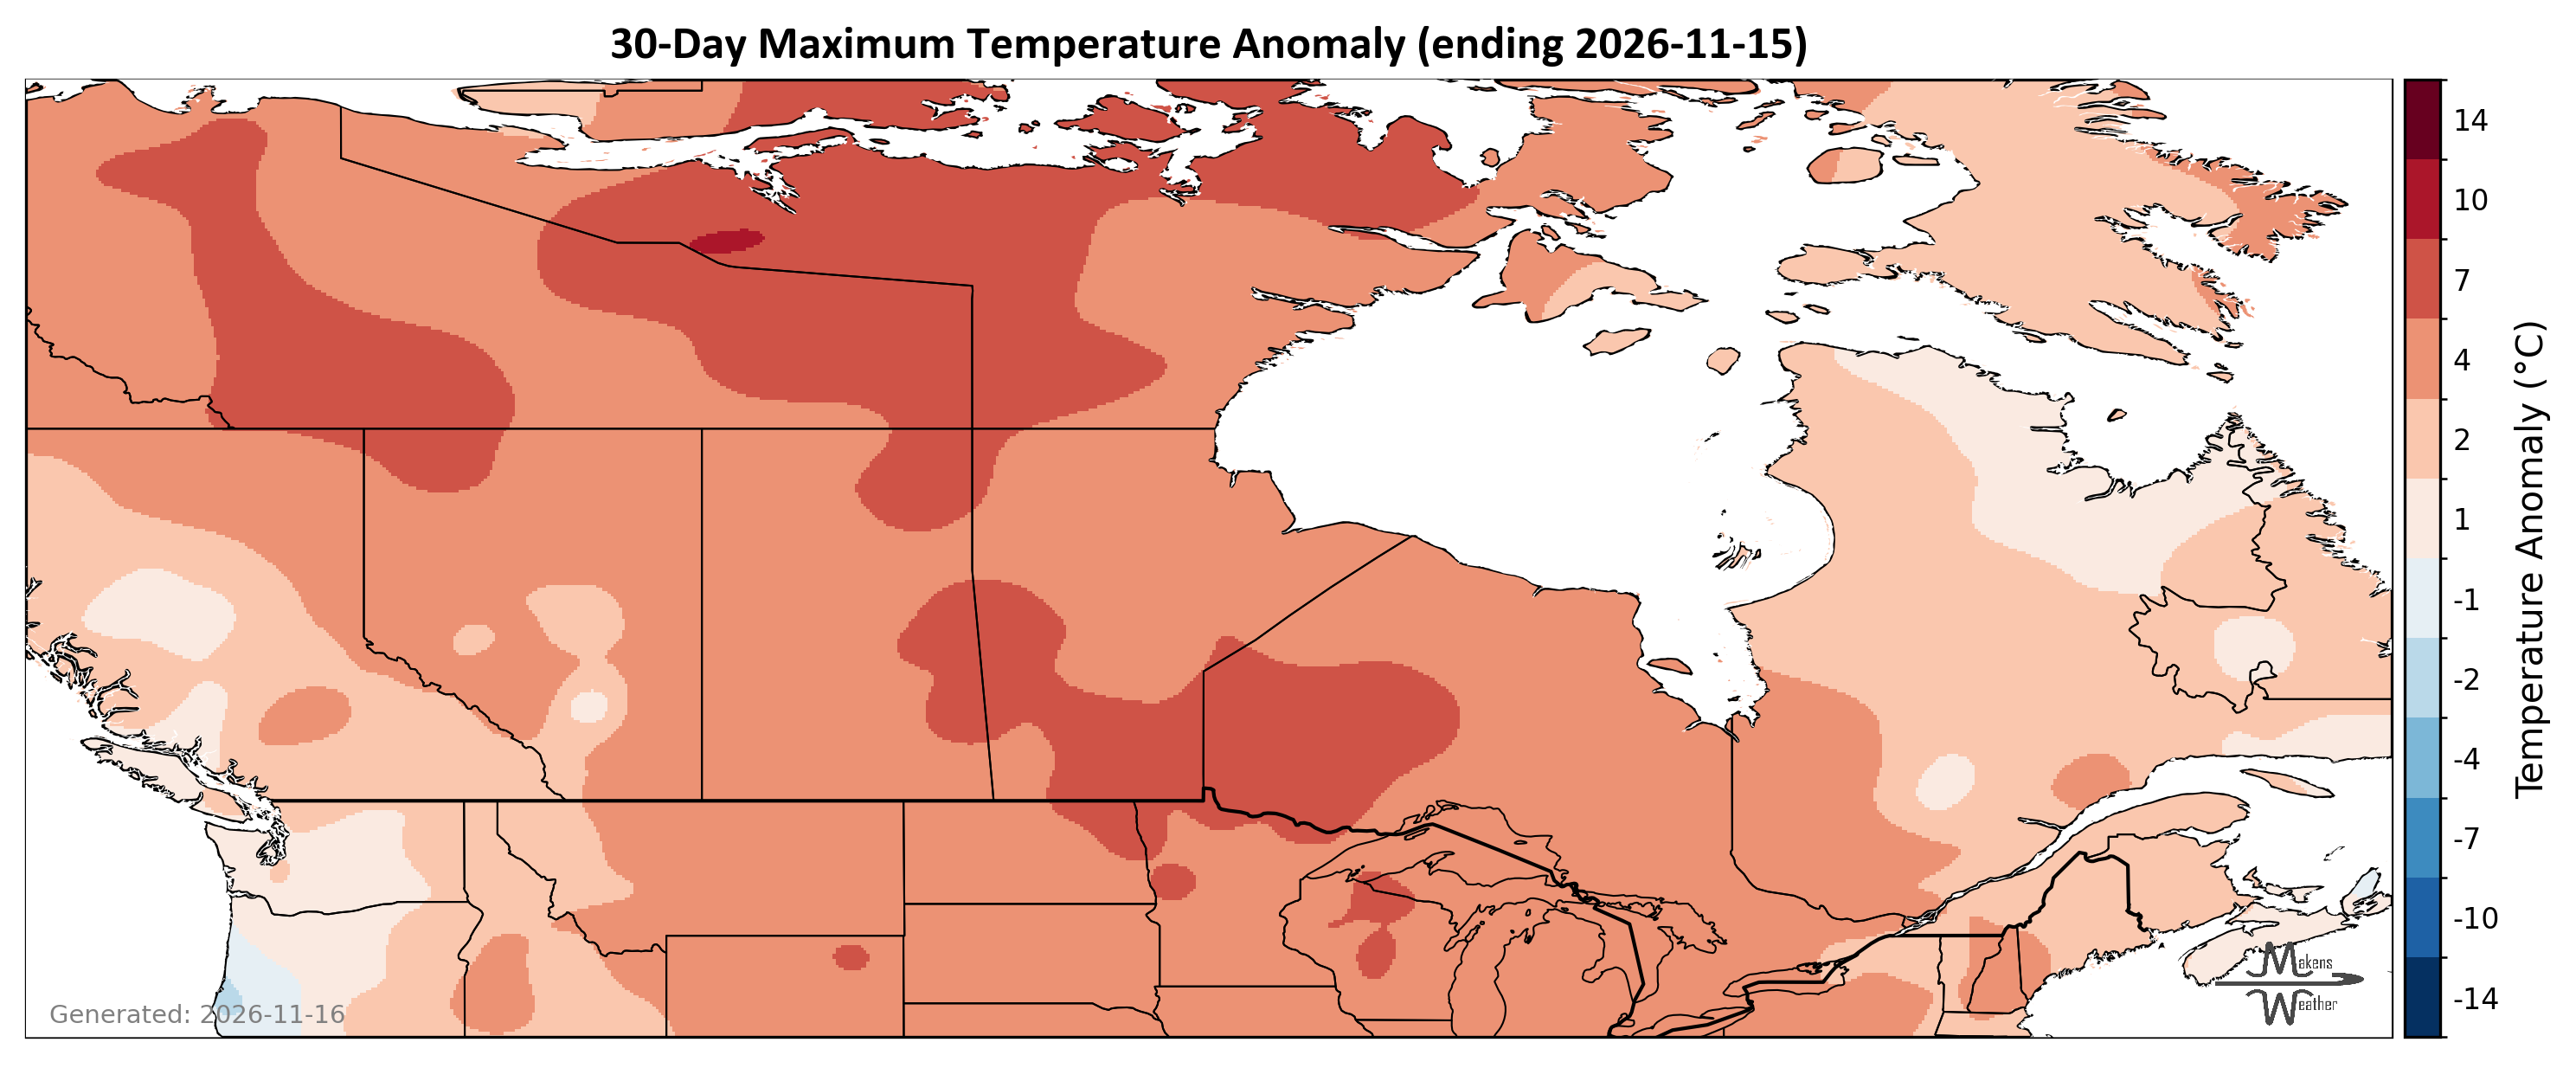 30-Day Maximum Temperature Anomaly (ending 2026-11-15)
14
10
7
4
2
1
-1
-2
-4
-7
-10
-14
Temperature Anomaly (°C)
Generated: 2026-11-16
Makens
Weather